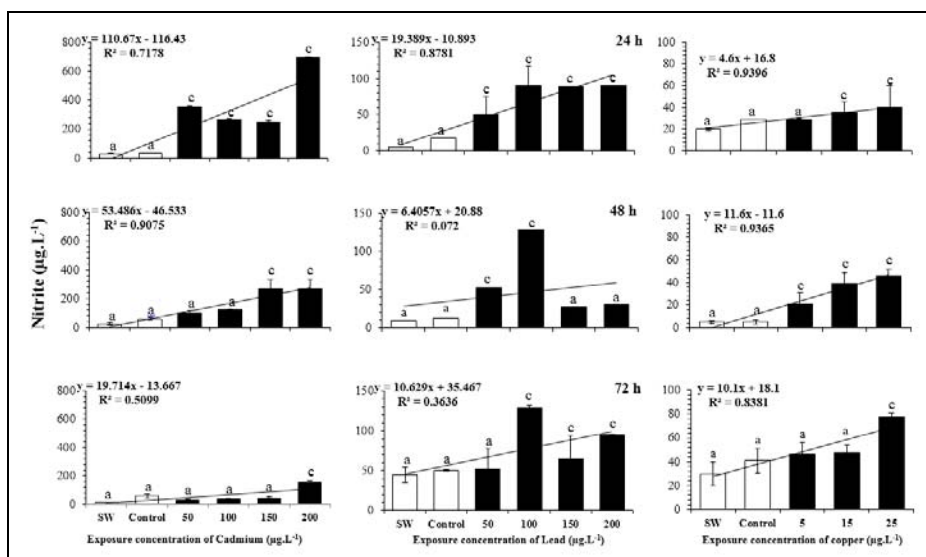 y = 110.67x - 116.43
R² = 0.7178
800
600
400
200
0
a
a
c
c
c
c
y = 19.389x - 10.893
R² = 0.8781
24 h
150
100
50
0
a
a
c
c
c
c
y = 4.6x + 16.8
R² = 0.9396
100
80
60
40
20
0
a
a
a
c
c
Nitrite (µg.L⁻¹)
y = 53.486x - 46.533
R² = 0.9075
800
600
400
200
0
a
a
a
a
c
c
y = 6.4057x + 20.88
R² = 0.072
48 h
150
100
50
0
a
a
c
c
a
a
y = 11.6x - 11.6
R² = 0.9365
100
80
60
40
20
0
a
a
c
c
c
y = 19.714x - 13.667
R² = 0.5099
800
600
400
200
0
a
a
a
a
a
c
SW Control 50 100 150 200
Exposure concentration of Cadmium (µg.L⁻¹)
y = 10.629x + 35.467
R² = 0.3636
72 h
150
100
50
0
a
a
a
c
a
c
SW Control 50 100 150 200
Exposure concentration of Lead (µg.L⁻¹)
y = 10.1x + 18.1
R² = 0.8381
100
80
60
40
20
0
a
a
a
a
c
SW Control 5 15 25
Exposure concentration of copper (µg.L⁻¹)